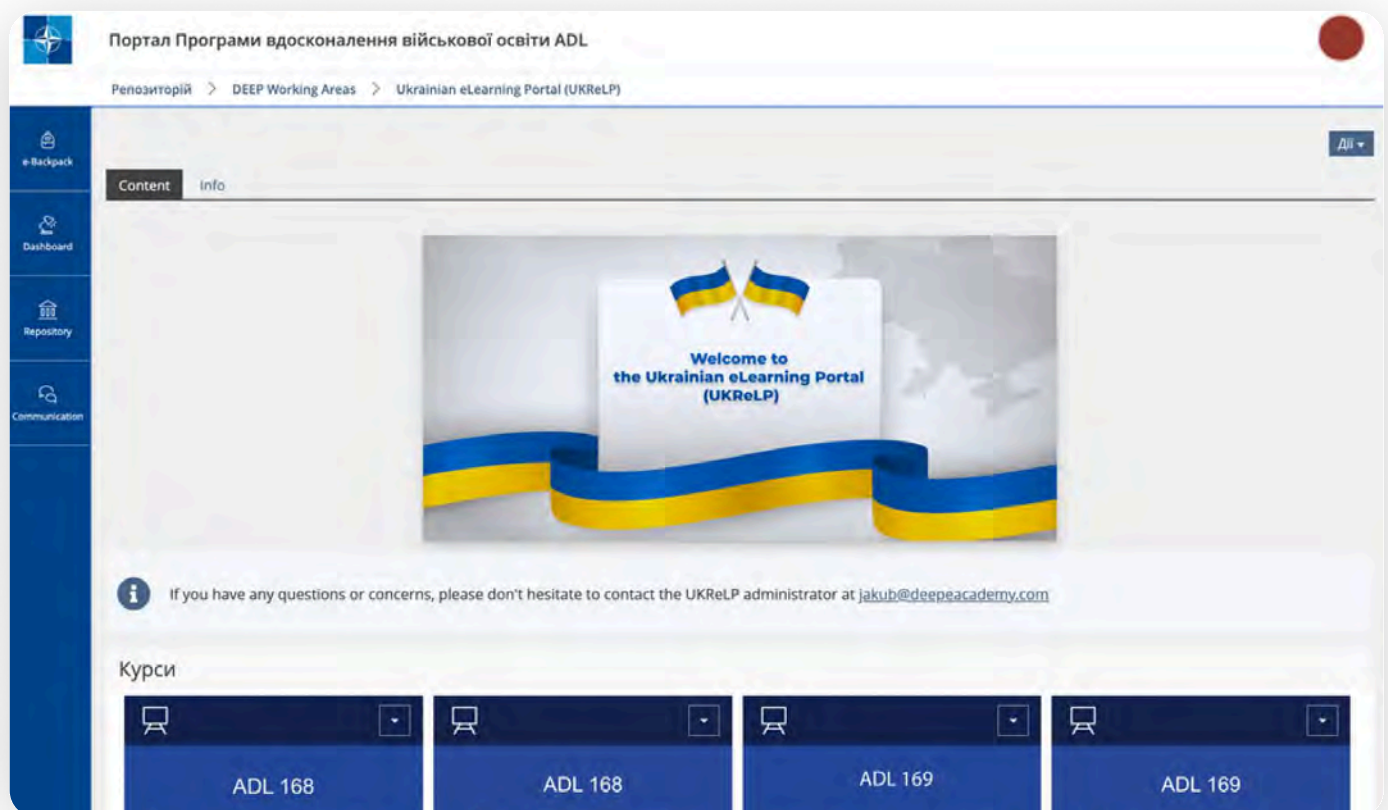 Портал Програми вдосконалення військової освіти ADL
Репозиторій > DEEP Working Areas > Ukrainian eLearning Portal (UKReLP)
e-Backpack
Дії
Content Info
Dashboard
Repository
Welcome to
the Ukrainian eLearning Portal
(UKReLP)
Communication
If you have any questions or concerns, please don't hesitate to contact the UKReLP administrator at jakub@deepeacademy.com
Курси
ADL 168 ADL 168 ADL 169 ADL 169